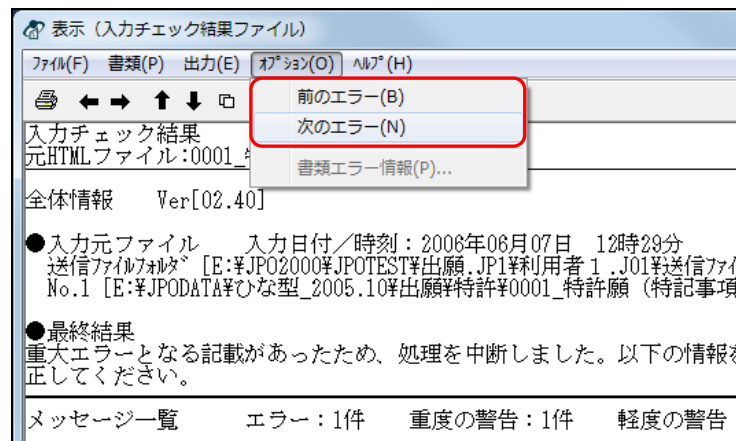 表示（入力チェック結果ファイル）
ﾌｧｲﾙ(F) 書類(P) 出力(E) ｵﾌﾟｼｮﾝ(O) ﾍﾙﾌﾟ(H)
前のエラー(B)
次のエラー(N)
書類エラー情報(P)...
入力チェック結果
元HTMLファイル:0001_
全体情報 Ver[02.40]
●入力元ファイル 入力日付／時刻：2006年06月07日 12時29分
送信ﾌｧｲﾙﾌｫﾙﾀﾞ [E:¥JPO2000¥JPOTEST¥出願.JP1¥利用者１.J01¥送信ﾌｧｲ
No.1 [E:¥JPODATA¥ひな型_2005.10¥出願¥特許¥0001_特許願（特記事項
●最終結果
重大エラーとなる記載があったため、処理を中断しました。以下の情報を
正してください。
メッセージ一覧 エラー：1件 重度の警告：1件 軽度の警告